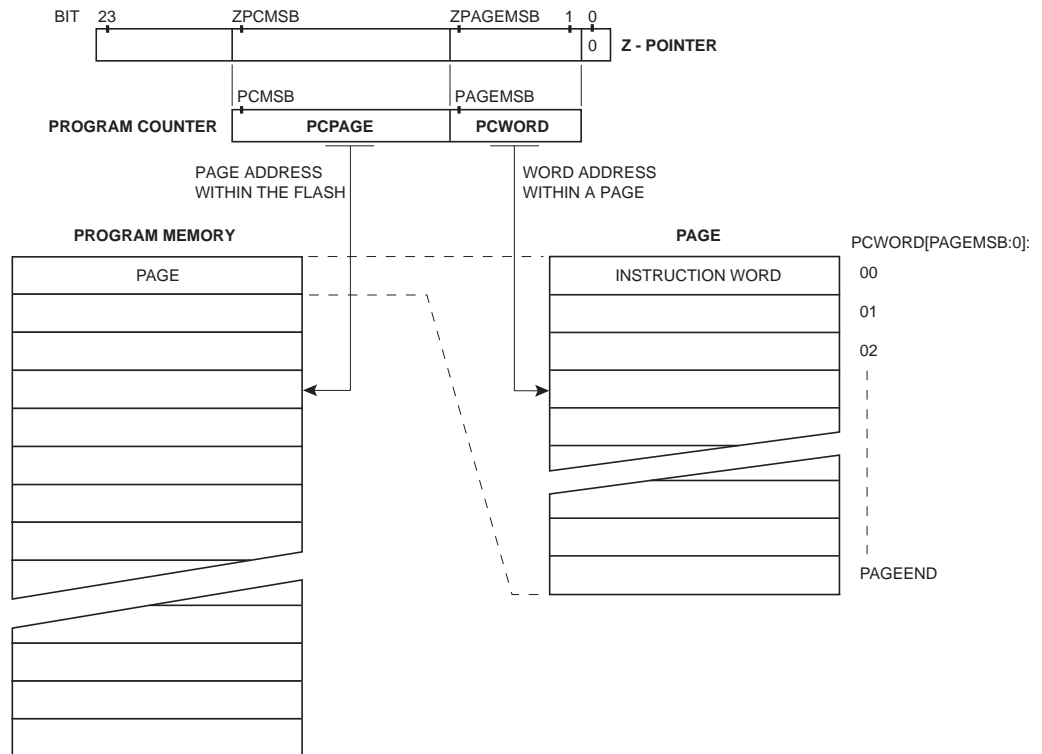 BIT 23 ZPCMSB ZPAGEMSB 1 0
0 Z - POINTER
PCMSB PAGEMSB
PROGRAM COUNTER PCPAGE PCWORD
PAGE ADDRESS
WITHIN THE FLASH
WORD ADDRESS
WITHIN A PAGE
PROGRAM MEMORY
PAGE
PAGE
PCWORD[PAGEMSB:0]:
INSTRUCTION WORD
00
01
02
PAGEEND